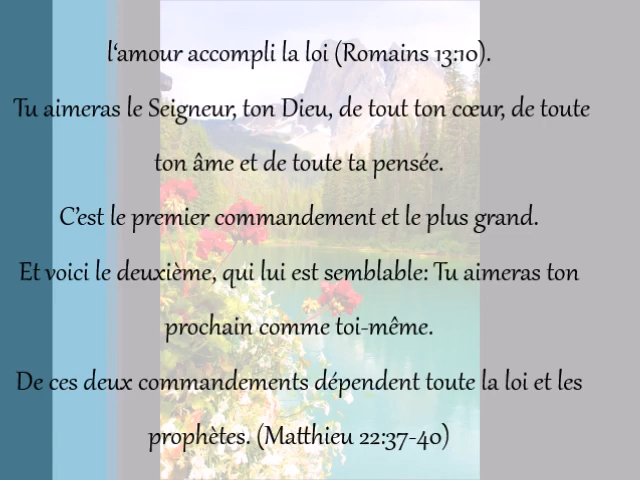 l‘amour accompli la loi (Romains 13:10).
Tu aimeras le Seigneur, ton Dieu, de tout ton cœur, de toute
ton âme et de toute ta pensée.
C’est le premier commandement et le plus grand.
Et voici le deuxième, qui lui est semblable: Tu aimeras ton
prochain comme toi-même.
De ces deux commandements dépendent toute la loi et les
prophètes. (Matthieu 22:37-40)